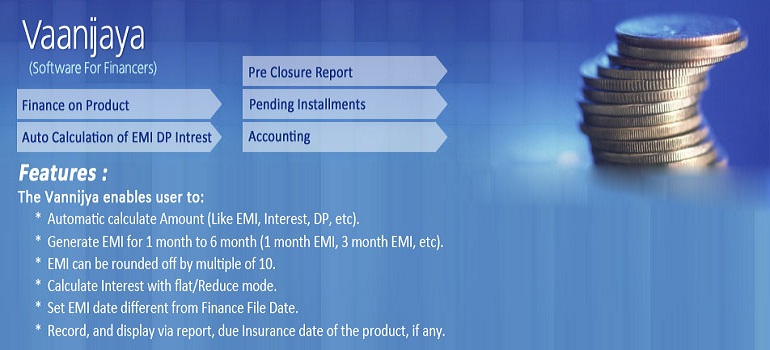 Vaanijaya
(Software For Financers)
Pre Closure Report
Finance on Product
Pending Installments
Auto Calculation of EMI DP Intrest
Accounting
Features :
The Vannijya enables user to:
* Automatic calculate Amount (Like EMI, Interest, DP, etc).
* Generate EMI for 1 month to 6 month (1 month EMI, 3 month EMI, etc).
* EMI can be rounded off by multiple of 10.
* Calculate Interest with flat/Reduce mode.
* Set EMI date different from Finance File Date.
* Record, and display via report, due Insurance date of the product, if any.